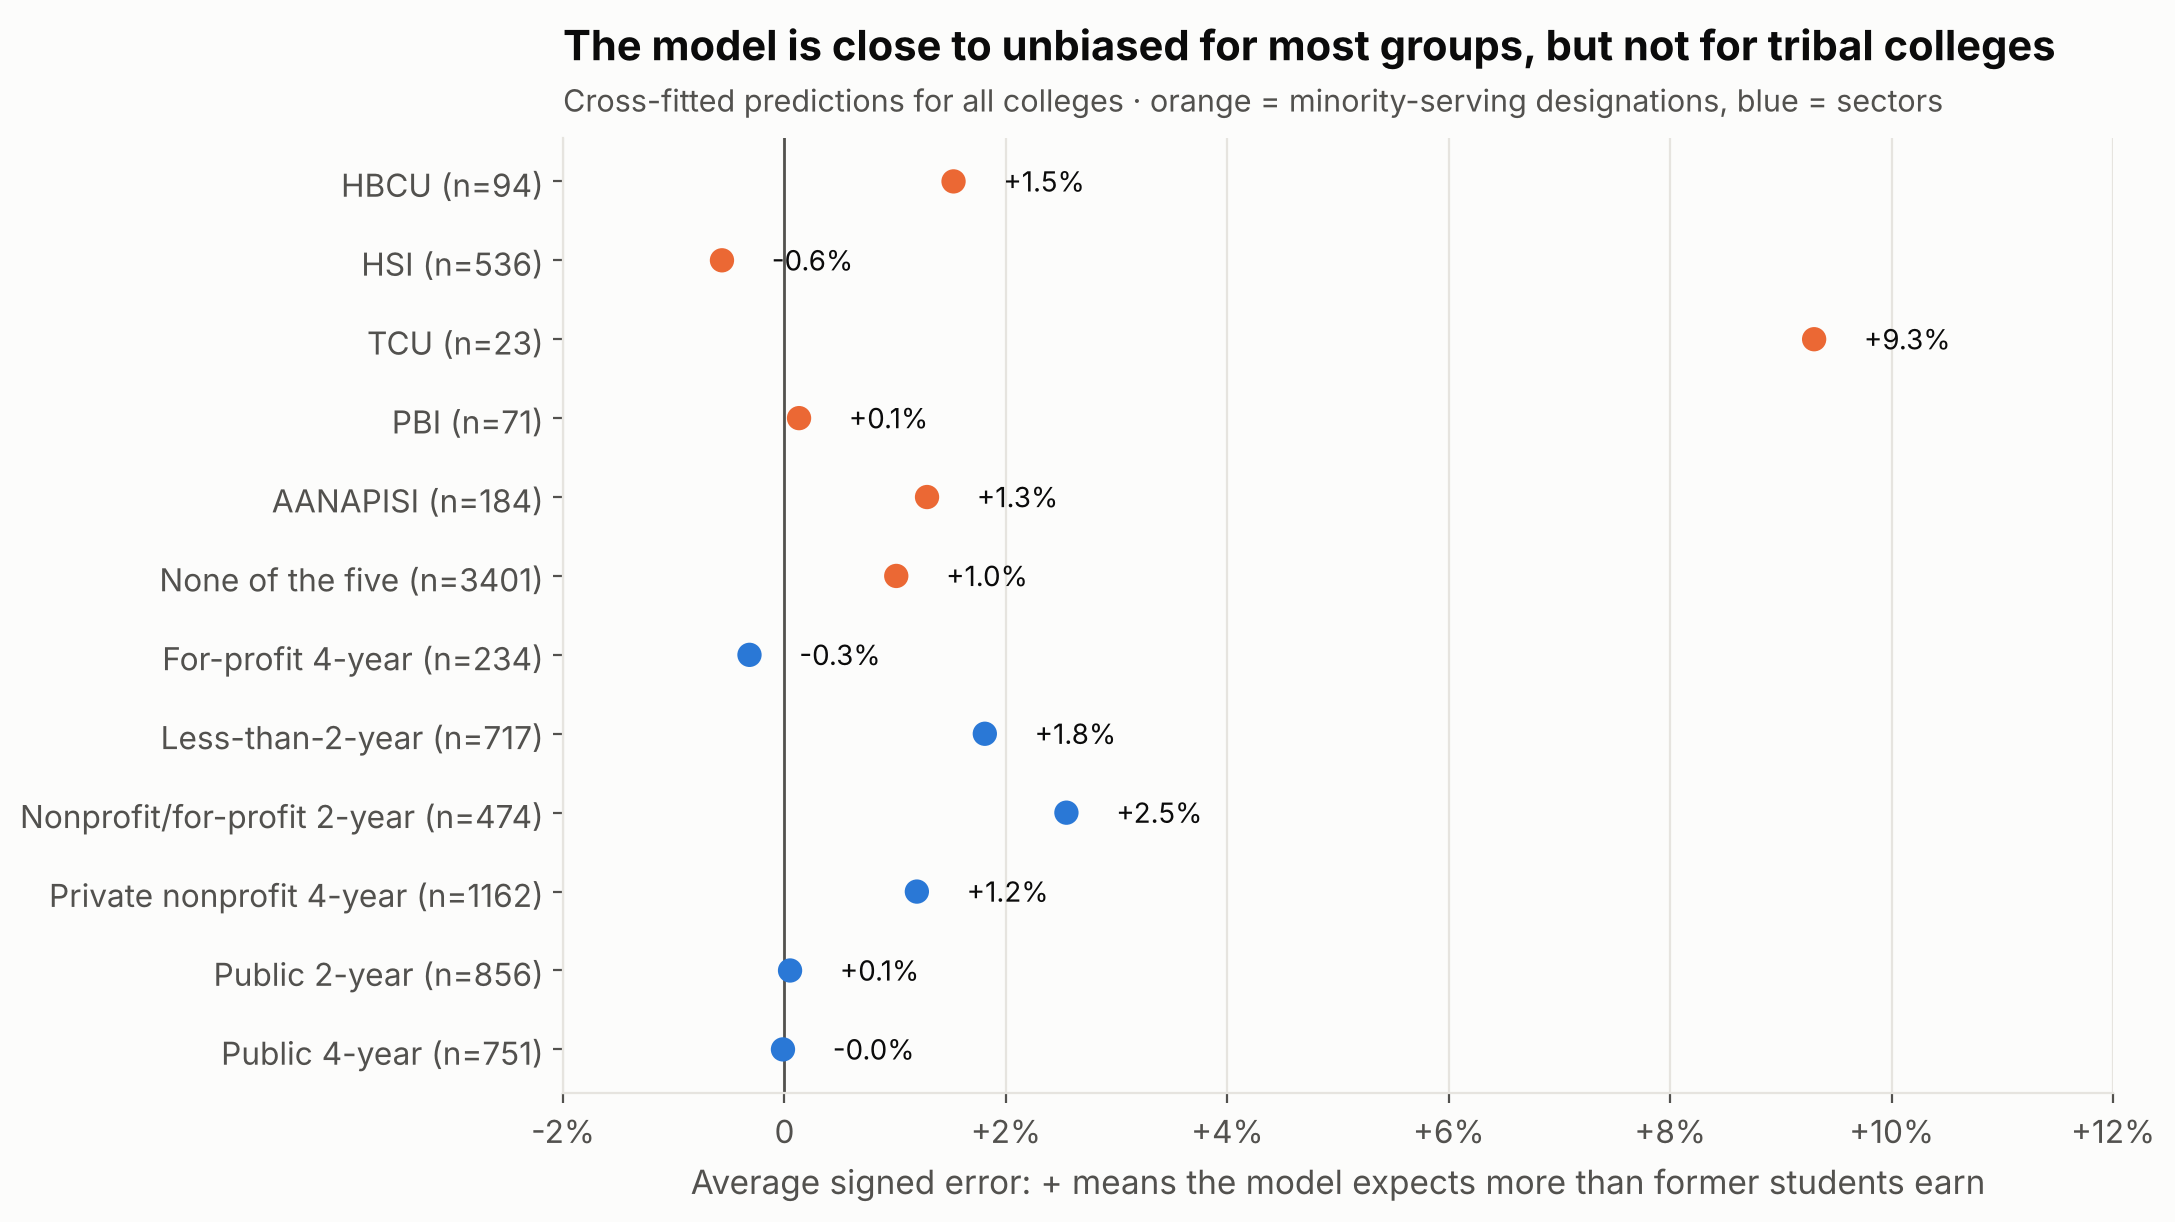 The model is close to unbiased for most groups, but not for tribal colleges
Cross-fitted predictions for all colleges · orange = minority-serving designations, blue = sectors
HBCU (n=94) +1.5%
HSI (n=536) -0.6%
TCU (n=23) +9.3%
PBI (n=71) +0.1%
AANAPISI (n=184) +1.3%
None of the five (n=3401) +1.0%
For-profit 4-year (n=234) -0.3%
Less-than-2-year (n=717) +1.8%
Nonprofit/for-profit 2-year (n=474) +2.5%
Private nonprofit 4-year (n=1162) +1.2%
Public 2-year (n=856) +0.1%
Public 4-year (n=751) -0.0%
-2% 0 +2% +4% +6% +8% +10% +12%
Average signed error: + means the model expects more than former students earn